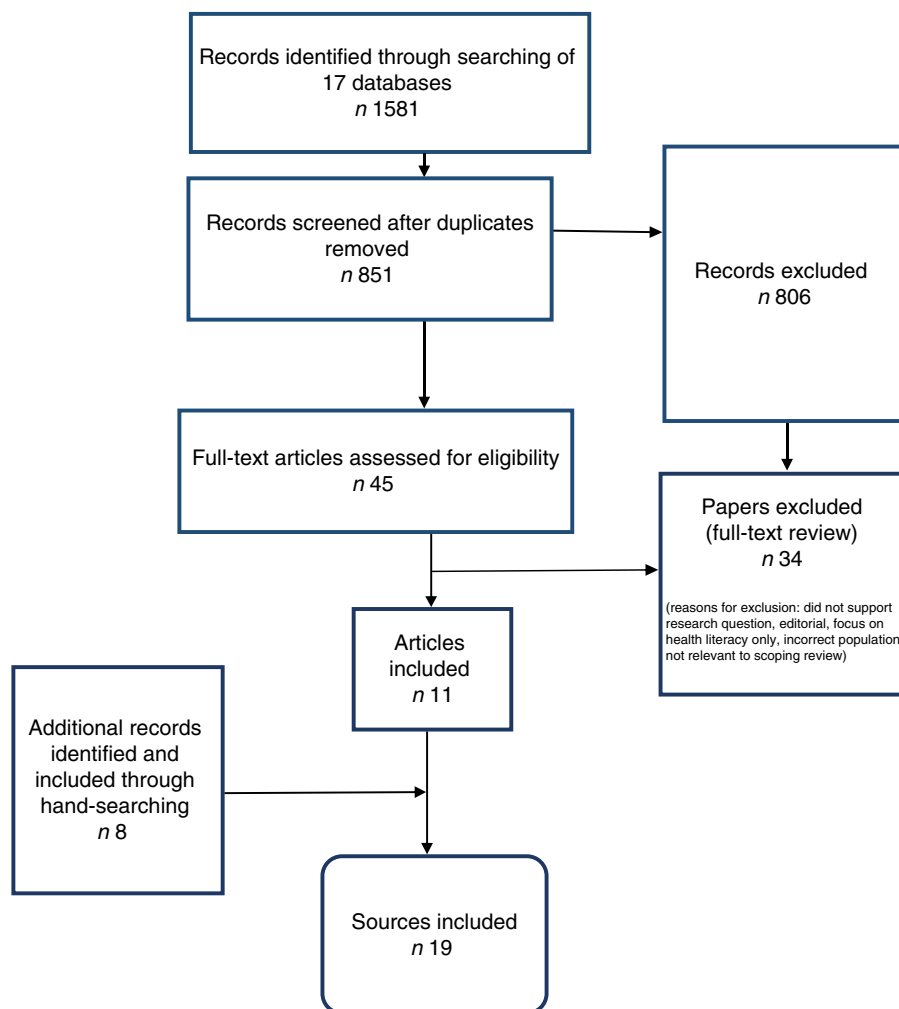 Records identified through searching of
17 databases
n 1581
Records screened after duplicates
removed
n 851
Records excluded
n 806
Full-text articles assessed for eligibility
n 45
Papers excluded
(full-text review)
n 34
(reasons for exclusion: did not support
research question, editorial, focus on
health literacy only, incorrect population
not relevant to scoping review)
Articles
included
n 11
Additional records
identified and
included through
hand-searching
n 8
Sources included
n 19